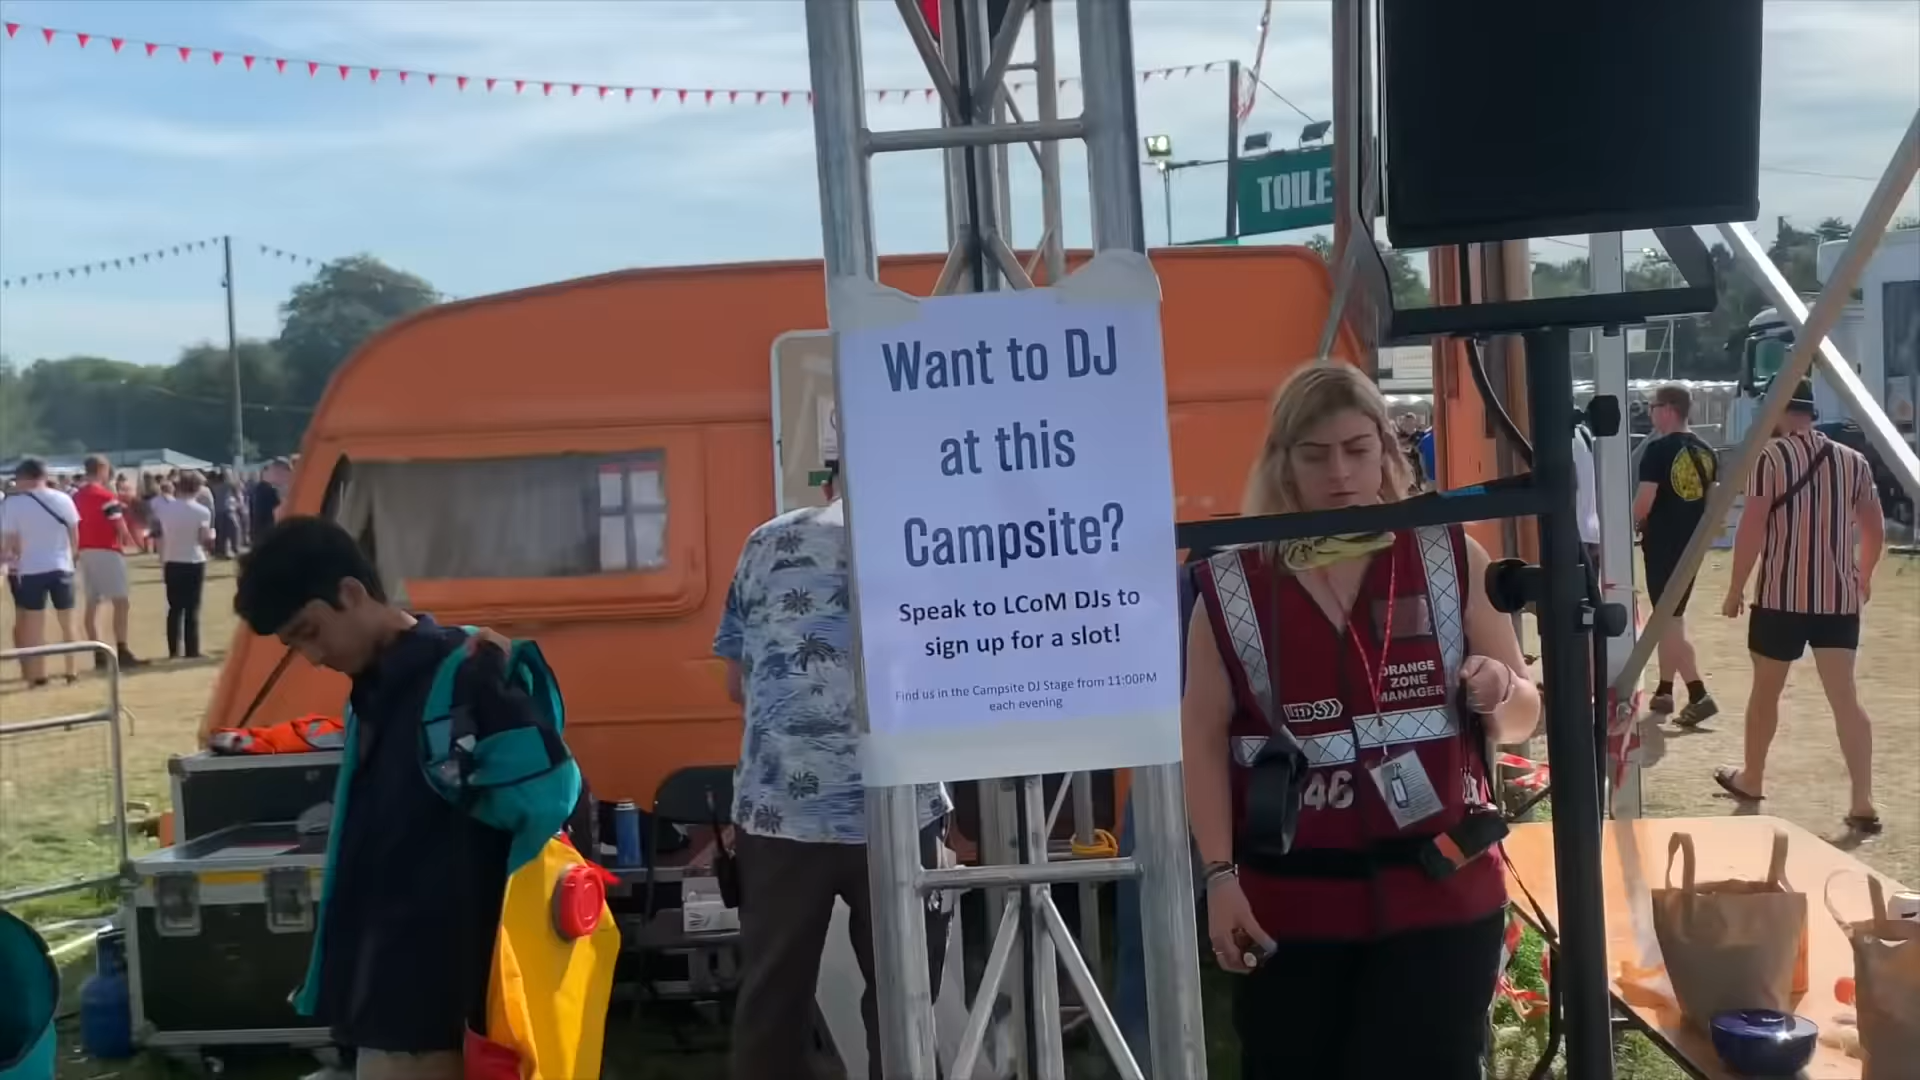 TOILE
Want to DJ
at this
Campsite?
Speak to LCoM DJs to
sign up for a slot!
Find us in the Campsite DJ Stage from 11:00PM
each evening
ORANGE
ZONE
MANAGER
LEEDS
46